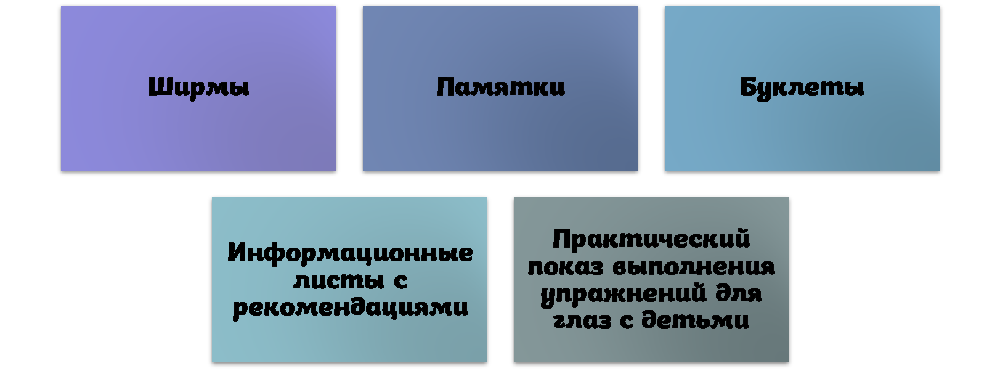 Ширмы
Памятки
Буклеты
Информационные
листы с
рекомендациями
Практический
показ выполнения
упражнений для
глаз с детьми